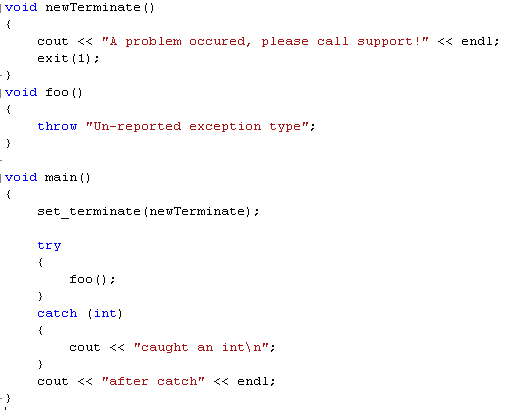 void newTerminate()
{
    cout << "A problem occured, please call support!" << endl;
    exit(1);
}
void foo()
{
    throw "Un-reported exception type";
}

void main()
{
    set_terminate(newTerminate);

    try
    {
        foo();
    }
    catch (int)
    {
        cout << "caught an int\n";
    }
    cout << "after catch" << endl;
}